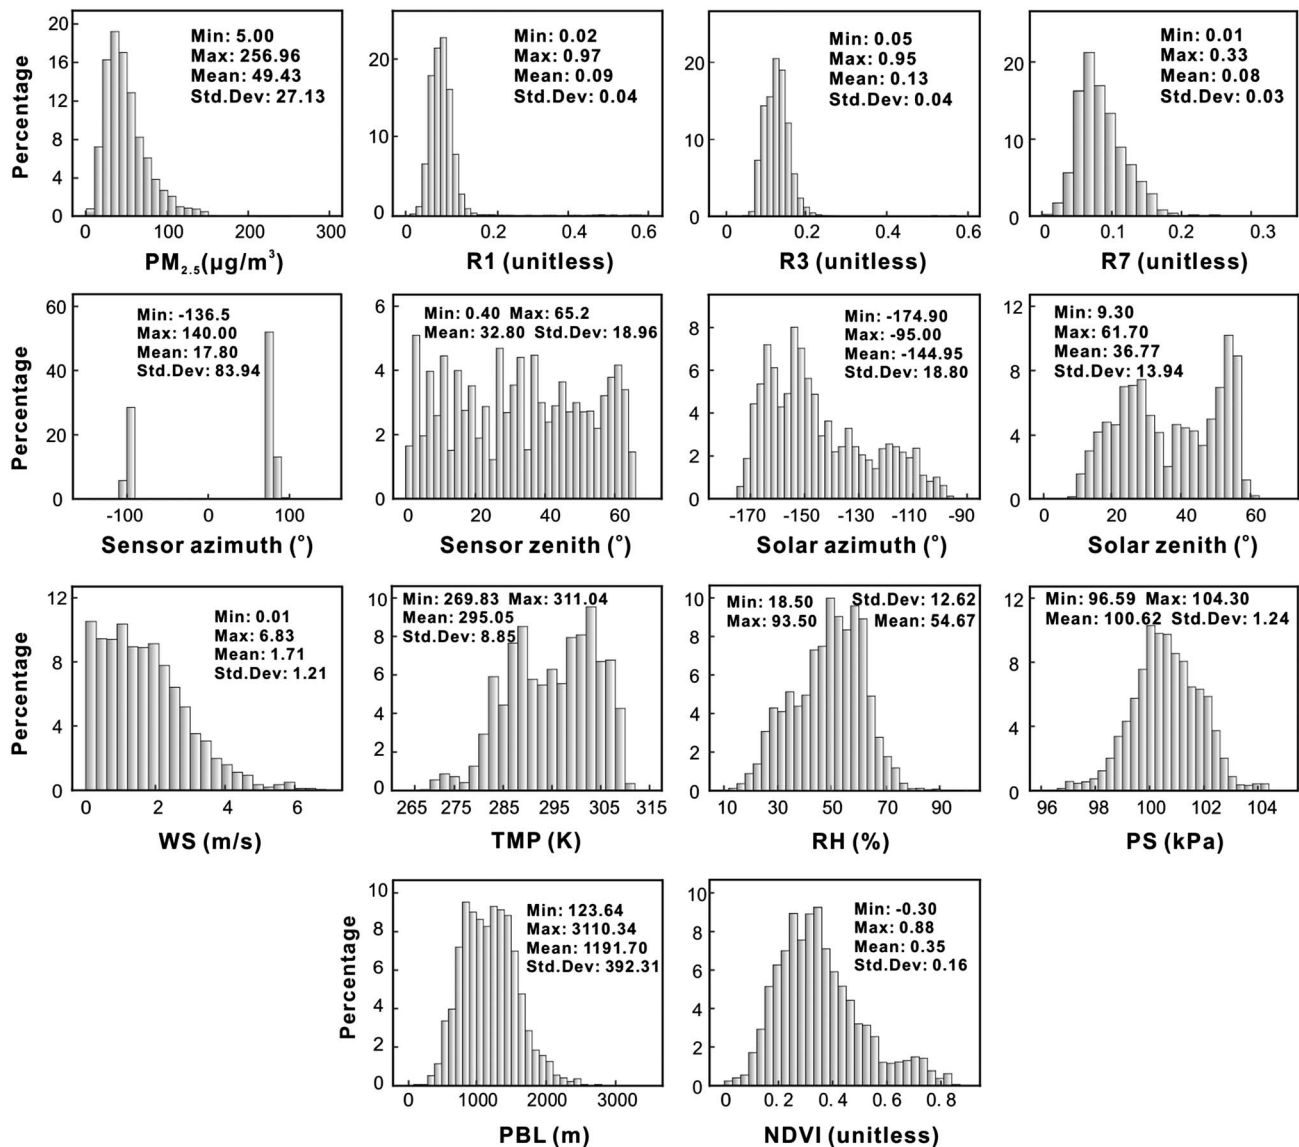 Percentage
20
16
12
8
4
0
Min: 5.00
Max: 256.96
Mean: 49.43
Std.Dev: 27.13
0 100 200 300
PM2.5(μg/m³)
20
10
0
Min: 0.02
Max: 0.97
Mean: 0.09
Std.Dev: 0.04
0 0.2 0.4 0.6
R1 (unitless)
20
10
0
Min: 0.05
Max: 0.95
Mean: 0.13
Std.Dev: 0.04
0 0.2 0.4 0.6
R3 (unitless)
20
10
0
Min: 0.01
Max: 0.33
Mean: 0.08
Std.Dev: 0.03
0 0.1 0.2 0.3
R7 (unitless)
Percentage
60
40
20
0
Min: -136.5
Max: 140.00
Mean: 17.80
Std.Dev: 83.94
-100 0 100
Sensor azimuth (°)
6
4
2
0
Min: 0.40 Max: 65.2
Mean: 32.80 Std.Dev: 18.96
0 20 40 60
Sensor zenith (°)
8
6
4
2
0
Min: -174.90
Max: -95.00
Mean: -144.95
Std.Dev: 18.80
-170 -150 -130 -110 -90
Solar azimuth (°)
12
8
4
0
Min: 9.30
Max: 61.70
Mean: 36.77
Std.Dev: 13.94
0 20 40 60
Solar zenith (°)
Percentage
12
8
4
0
Min: 0.01
Max: 6.83
Mean: 1.71
Std.Dev: 1.21
0 2 4 6
WS (m/s)
10
8
6
4
2
0
Min: 269.83 Max: 311.04
Mean: 295.05
Std.Dev: 8.85
265 275 285 295 305 315
TMP (K)
10
8
6
4
2
0
Min: 18.50 Std.Dev: 12.62
Max: 93.50 Mean: 54.67
10 30 50 70 90
RH (%)
12
8
4
0
Min: 96.59 Max: 104.30
Mean: 100.62 Std.Dev: 1.24
96 98 100 102 104
PS (kPa)
Percentage
10
8
6
4
2
0
Min: 123.64
Max: 3110.34
Mean: 1191.70
Std.Dev: 392.31
0 1000 2000 3000
PBL (m)
10
8
6
4
2
0
Min: -0.30
Max: 0.88
Mean: 0.35
Std.Dev: 0.16
0 0. 2 0. 4 0. 6 0. 8
NDVI (unitless)